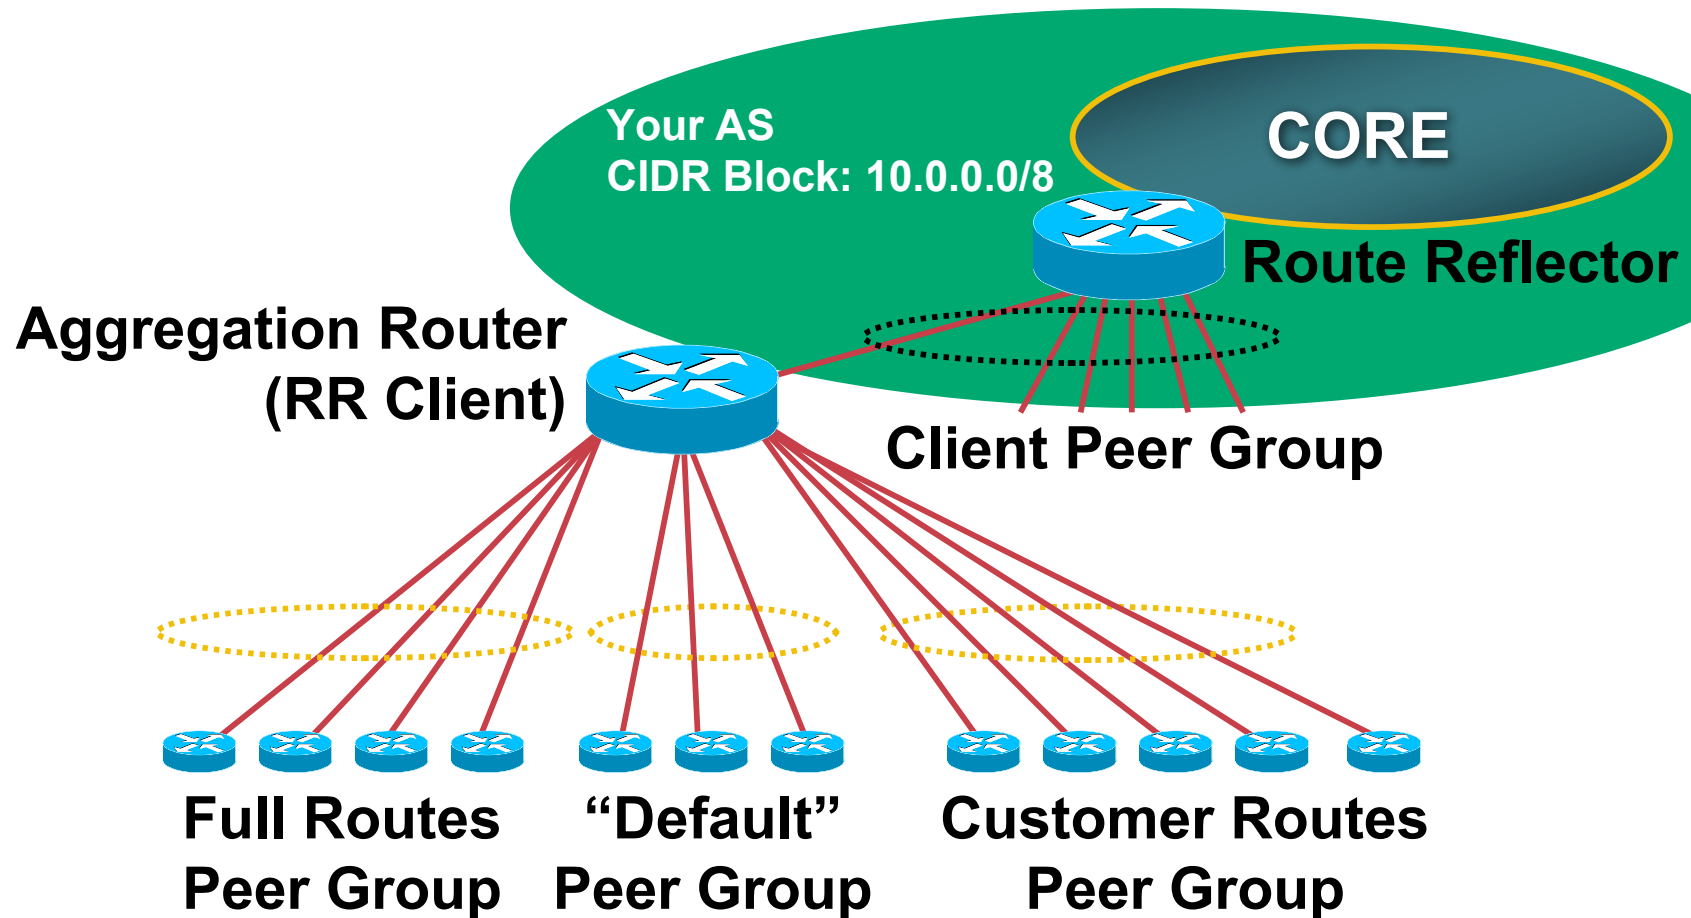 Your AS
CIDR Block: 10.0.0.0/8
CORE
Route Reflector
Aggregation Router
(RR Client)
Client Peer Group
Full Routes
Peer Group
“Default”
Peer Group
Customer Routes
Peer Group